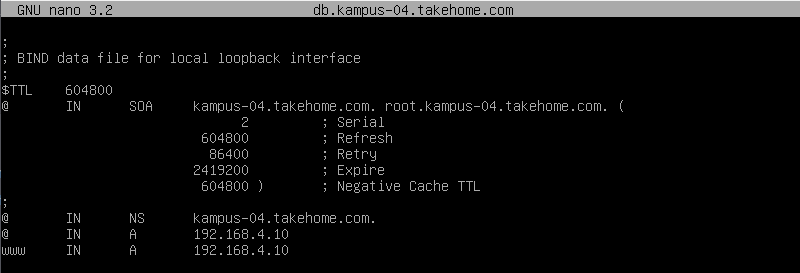 GNU nano 3.2 db.kampus-04.takehome.com
;
; BIND data file for local loopback interface
;
$TTL 604800
@ IN SOA kampus-04.takehome.com. root.kampus-04.takehome.com. (
2 ; Serial
604800 ; Refresh
86400 ; Retry
2419200 ; Expire
604800 ) ; Negative Cache TTL
;
@ IN NS kampus-04.takehome.com.
@ IN A 192.168.4.10
www IN A 192.168.4.10